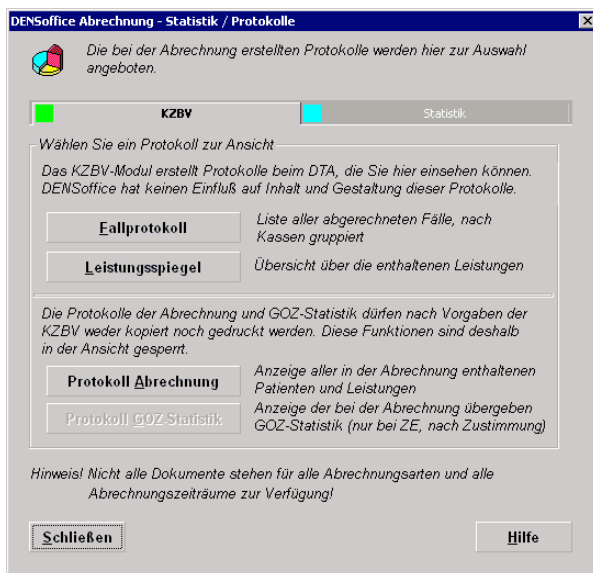 DENSoffice Abrechnung - Statistik / Protokolle
Die bei der Abrechnung erstellten Protokolle werden hier zur Auswahl
angeboten.
KZBV
Statistik
Wählen Sie ein Protokoll zur Ansicht
Das KZBV-Modul erstellt Protokolle beim DTA, die Sie hier einsehen können.
DENSoffice hat keinen Einfluß auf Inhalt und Gestaltung dieser Protokolle.
Fallprotokoll
Liste aller abgerechneten Fälle, nach
Kassen gruppiert
Leistungsspiegel
Übersicht über die enthaltenen Leistungen
Die Protokolle der Abrechnung und GOZ-Statistik dürfen nach Vorgaben der
KZBV weder kopiert noch gedruckt werden. Diese Funktionen sind deshalb
in der Ansicht gesperrt.
Protokoll Abrechnung
Anzeige aller in der Abrechnung enthaltenen
Patienten und Leistungen
Protokoll GOZ-Statistik
Anzeige der bei der Abrechnung übergeben
GOZ-Statistik (nur bei ZE, nach Zustimmung)
Hinweis! Nicht alle Dokumente stehen für alle Abrechnungsarten und alle
Abrechnungszeiträume zur Verfügung!
Schließen
Hilfe